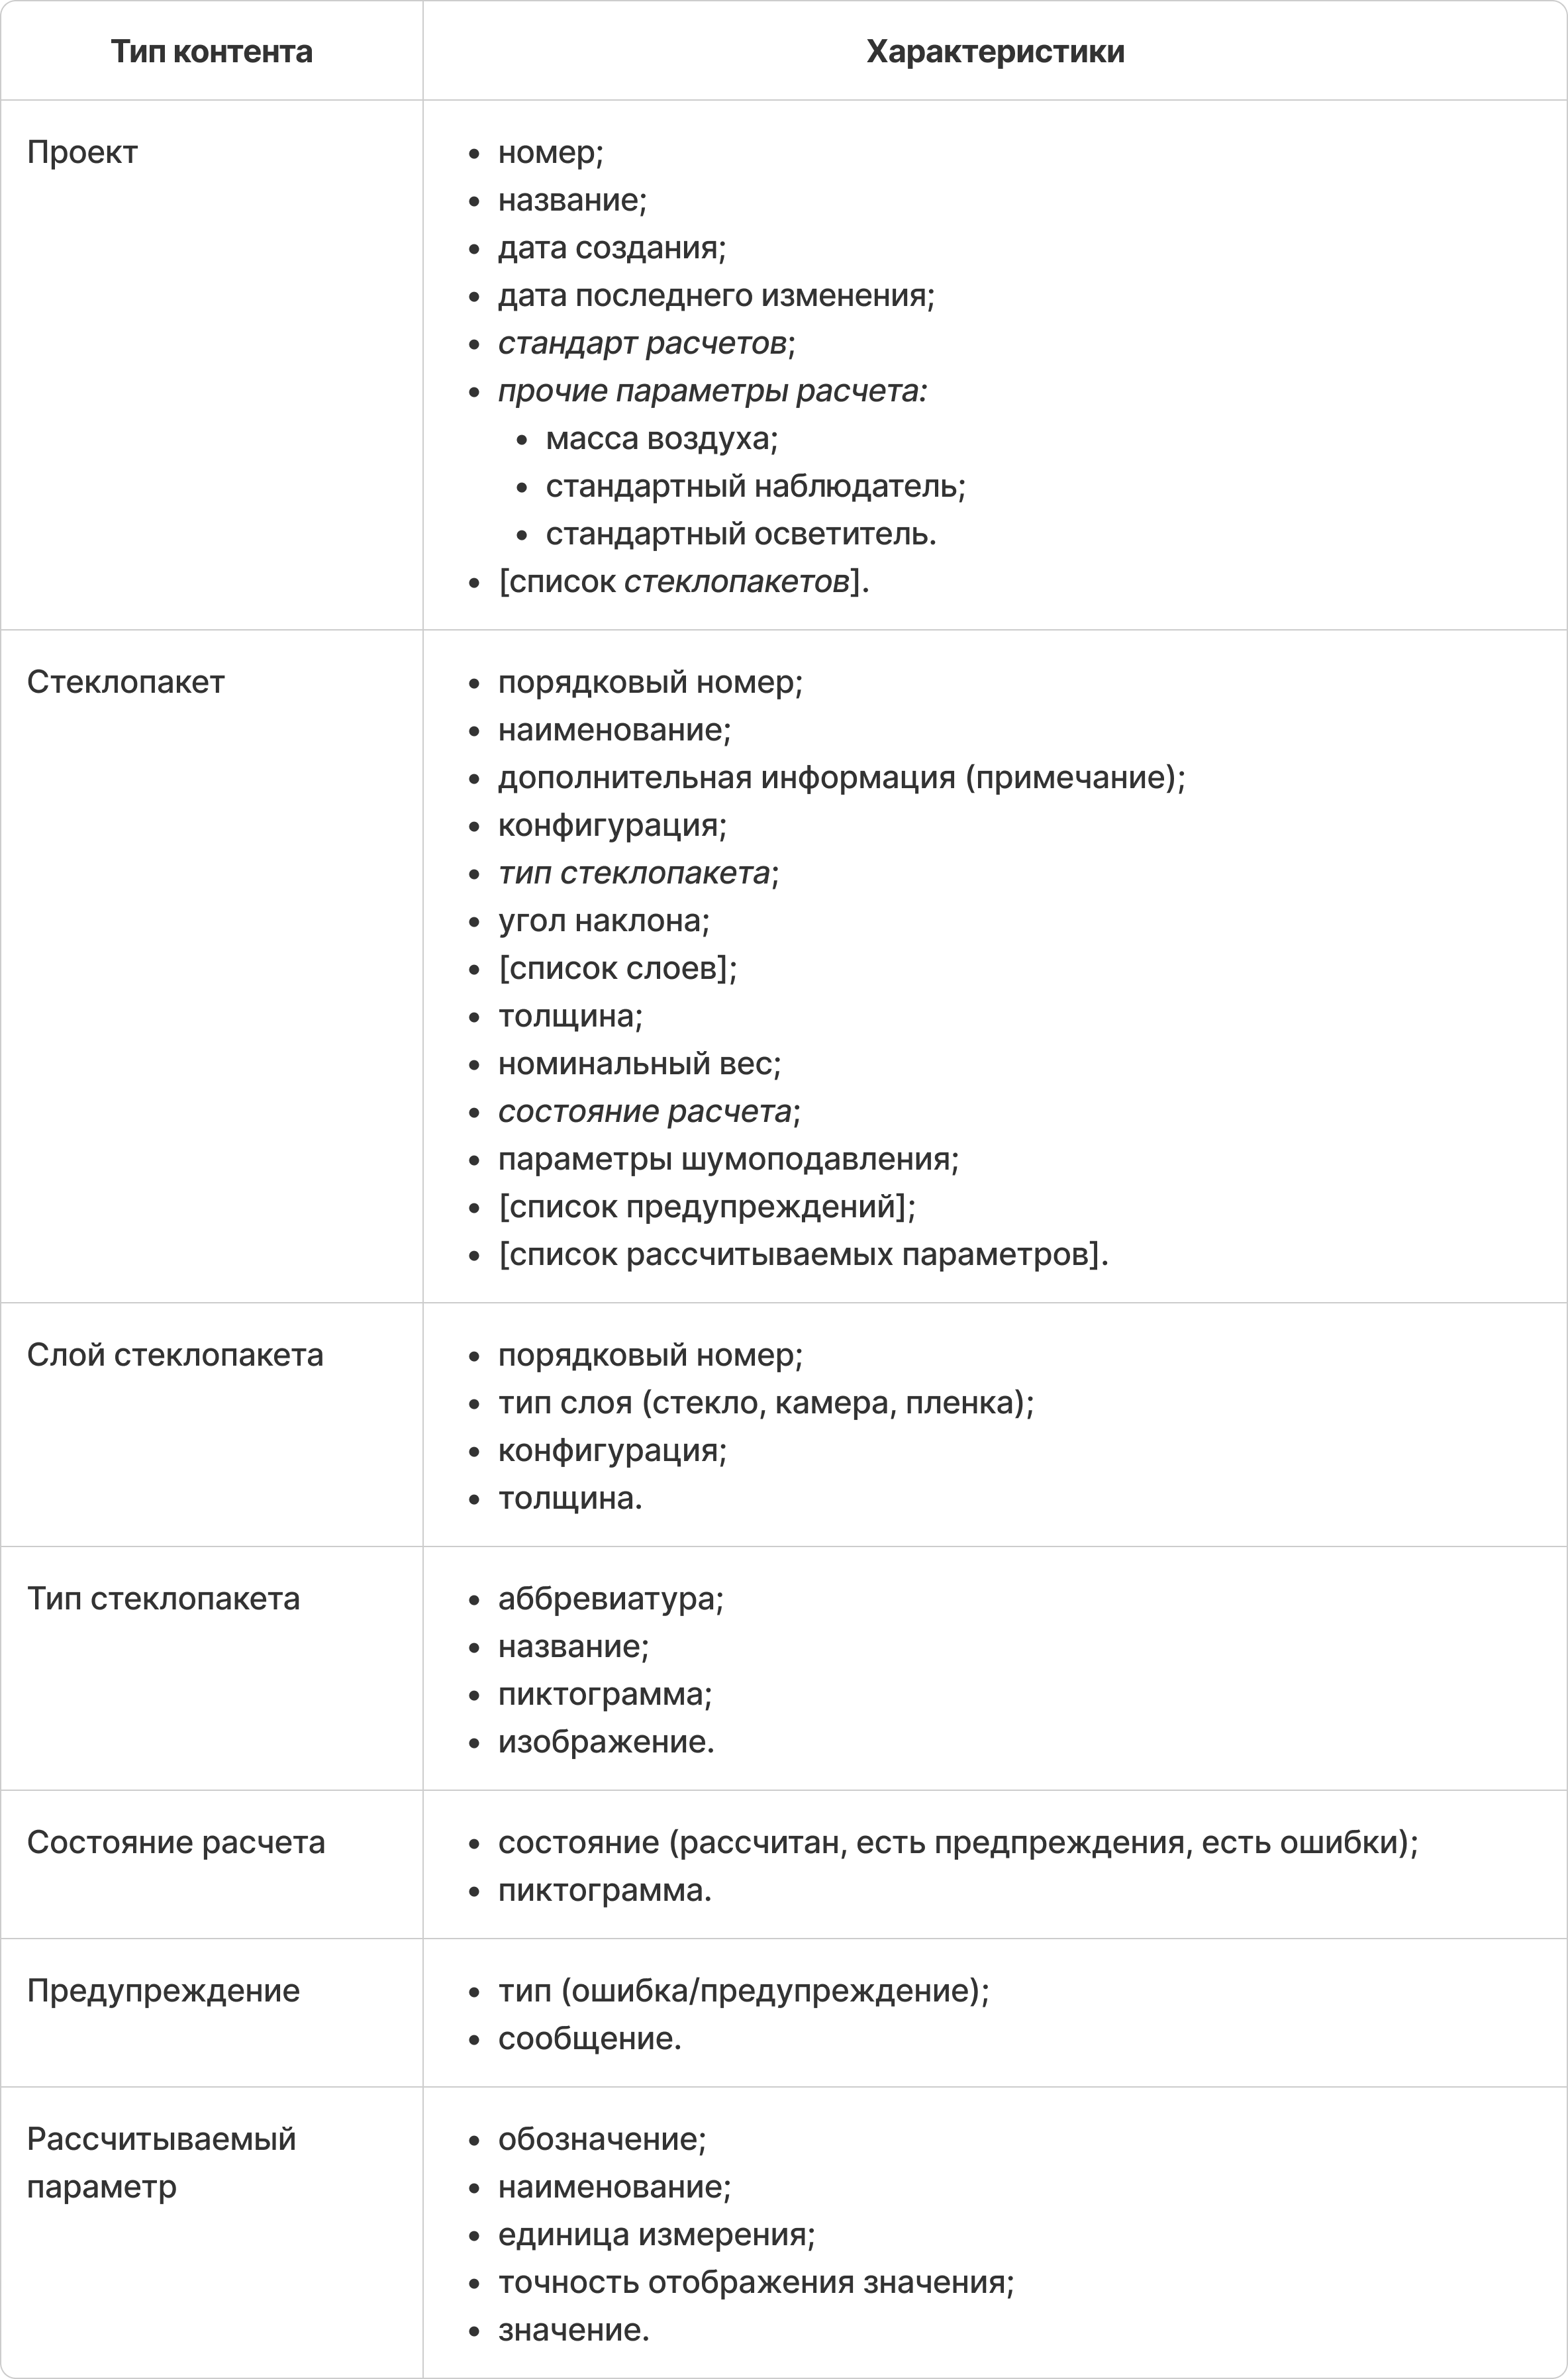 Тип контента
Характеристики
Проект
• номер;
• название;
• дата создания;
• дата последнего изменения;
• стандарт расчетов;
• прочие параметры расчета:
• масса воздуха;
• стандартный наблюдатель;
• стандартный осветитель.
• [список стеклопакетов].
Стеклопакет
• порядковый номер;
• наименование;
• дополнительная информация (примечание);
• конфигурация;
• тип стеклопакета;
• угол наклона;
• [список слоев];
• толщина;
• номинальный вес;
• состояние расчета;
• параметры шумоподавления;
• [список предупреждений];
• [список рассчитываемых параметров].
Слой стеклопакета
• порядковый номер;
• тип слоя (стекло, камера, пленка);
• конфигурация;
• толщина.
Тип стеклопакета
• аббревиатура;
• название;
• пиктограмма;
• изображение.
Состояние расчета
• состояние (рассчитан, есть предпреждения, есть ошибки);
• пиктограмма.
Предупреждение
• тип (ошибка/предупреждение);
• сообщение.
Рассчитываемый
параметр
• обозначение;
• наименование;
• единица измерения;
• точность отображения значения;
• значение.